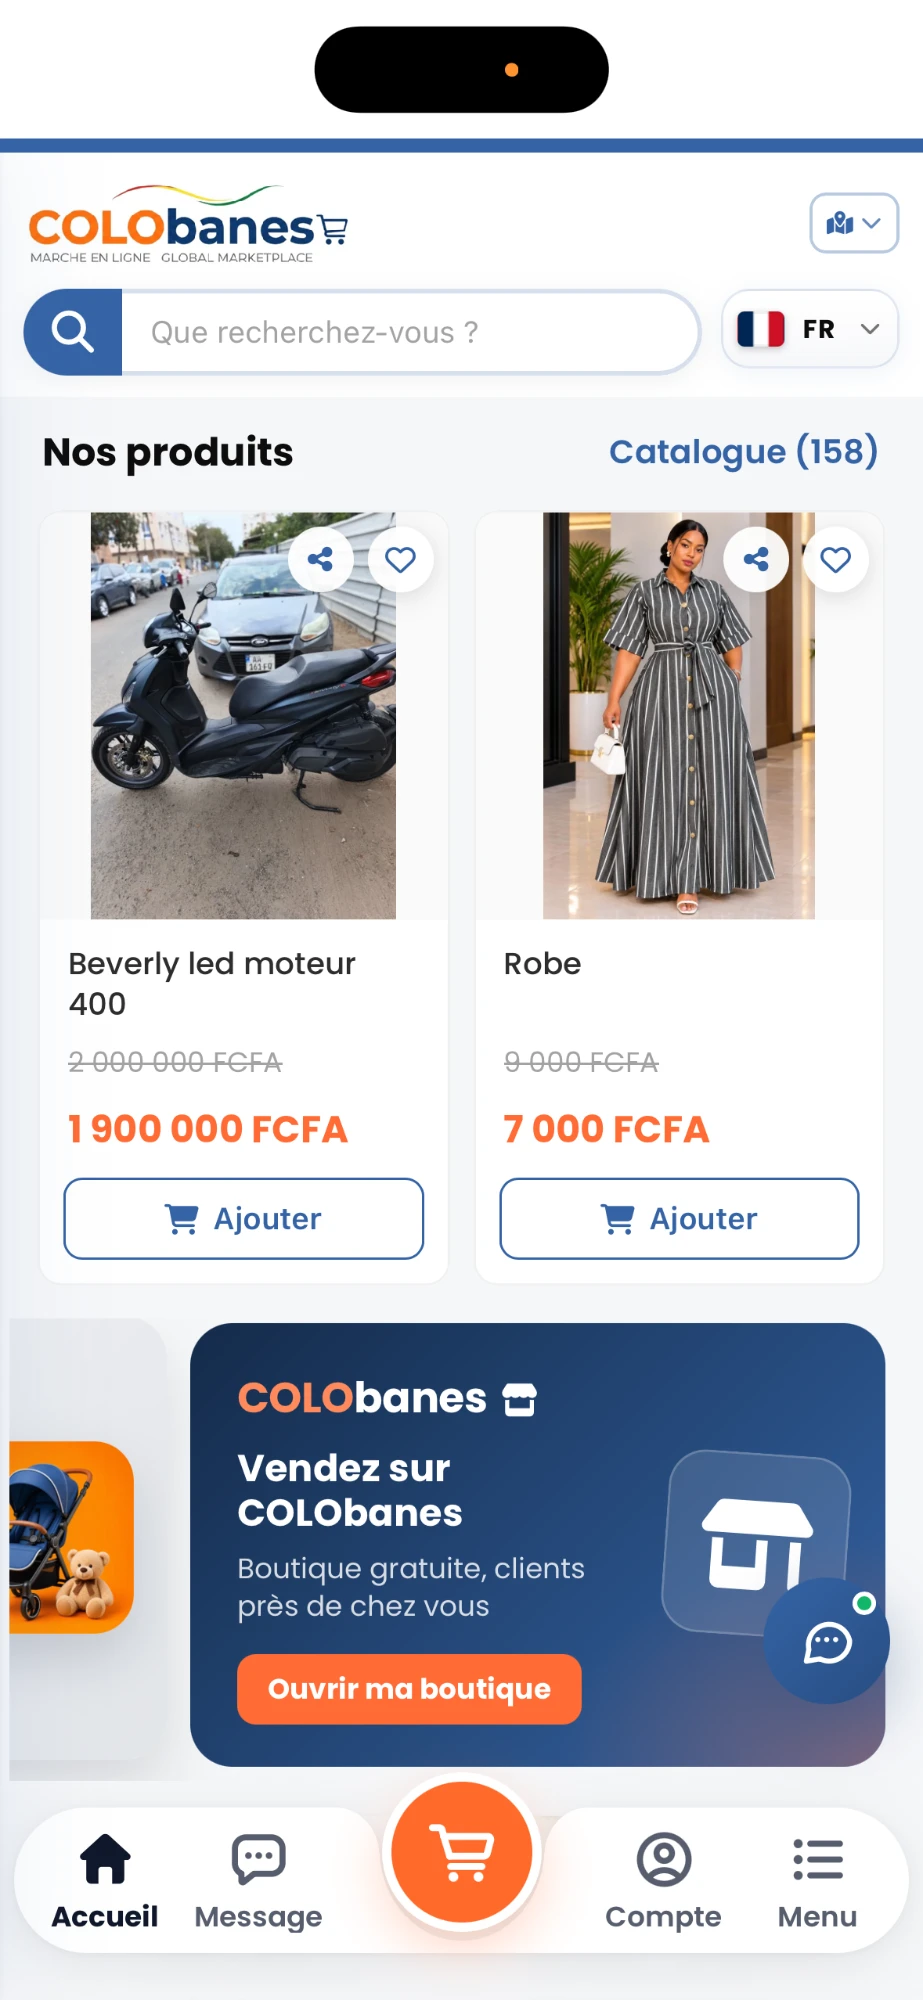 COLObanes
MARCHE EN LIGNE GLOBAL MARKETPLACE
Que recherchez-vous ?
FR
Nos produits
Catalogue (158)
Beverly led moteur
400
2 000 000 FCFA
1 900 000 FCFA
Ajouter
Robe
9 000 FCFA
7 000 FCFA
Ajouter
COLObanes
Vendez sur
COLObanes
Boutique gratuite, clients
près de chez vous
Ouvrir ma boutique
Accueil
Message
Compte
Menu